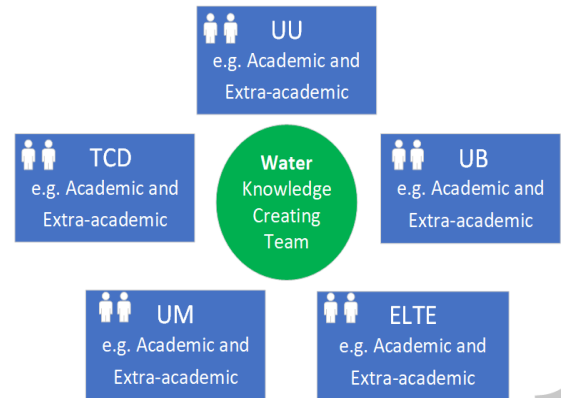 UU
e.g. Academic and
Extra-academic
TCD
e.g. Academic and
Extra-academic
Water
Knowledge
Creating
Team
UB
e.g. Academic and
Extra-academic
UM
e.g. Academic and
Extra-academic
ELTE
e.g. Academic and
Extra-academic